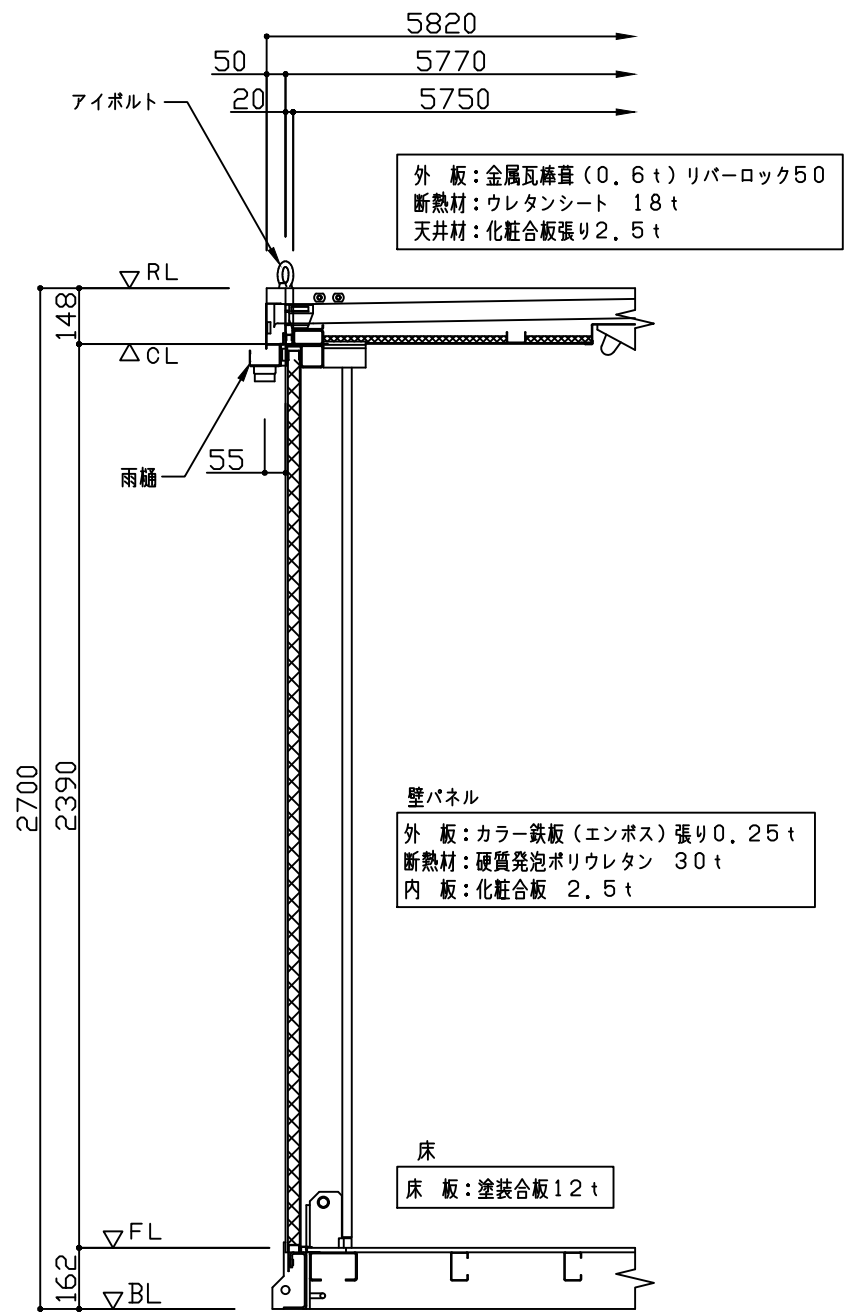 5820
50
5770
20
5750
アイボルト
外　板：金属瓦棒葺（0．6ｔ）リバーロック50
断熱材：ウレタンシート　18ｔ
天井材：化粧合板張り2．5ｔ
RL
148
CL
55
雨樋
2700
2390
壁パネル
外　板：カラー鉄板（エンボス）張り0．25ｔ
断熱材：硬質発泡ポリウレタン　30ｔ
内　板：化粧合板　2．5ｔ
床
床　板：塗装合板12ｔ
FL
162
BL